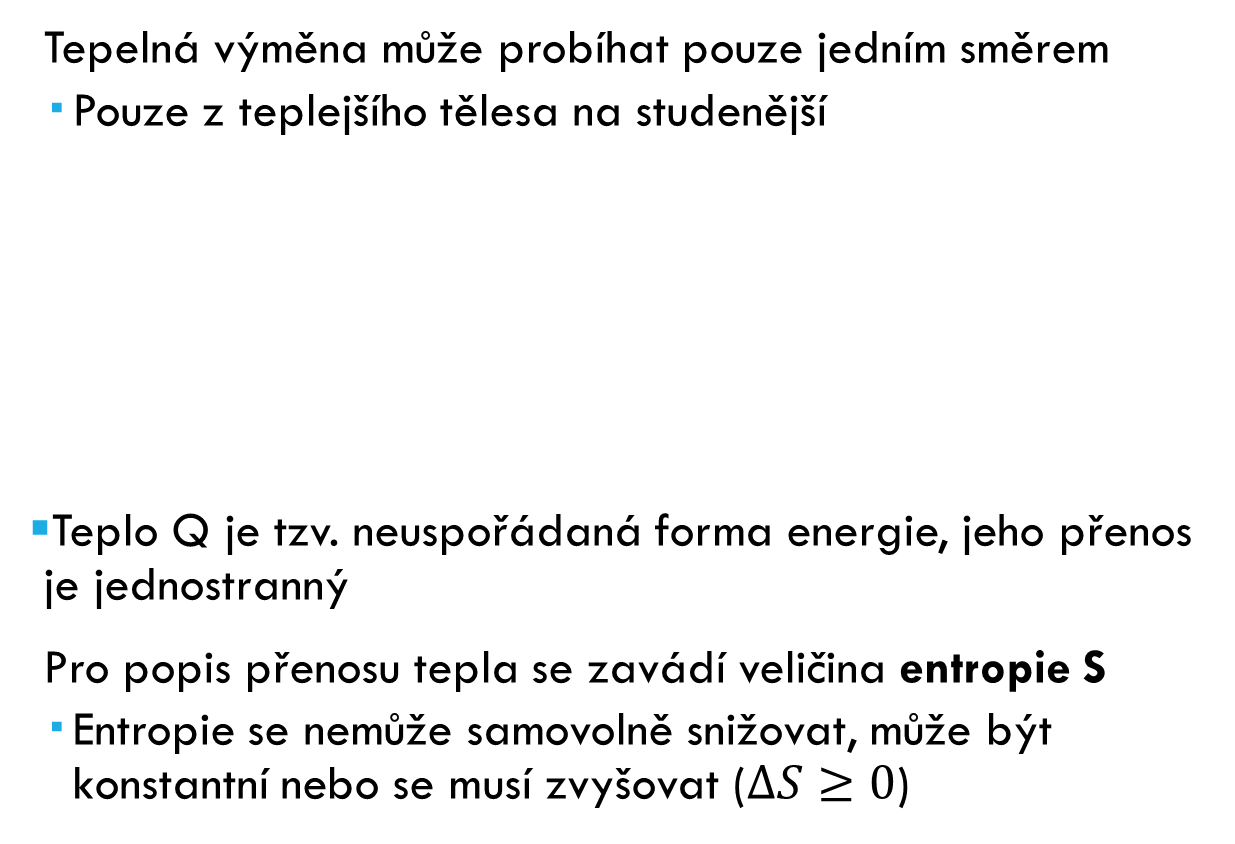 Tepelná výměna může probíhat pouze jedním směrem
▪ Pouze z teplejšího tělesa na studenější
▪Teplo Q je tzv. neuspořádaná forma energie, jeho přenos
je jednostranný
Pro popis přenosu tepla se zavádí veličina entropie S
▪ Entropie se nemůže samovolně snižovat, může být
konstantní nebo se musí zvyšovat (ΔS ≥ 0)